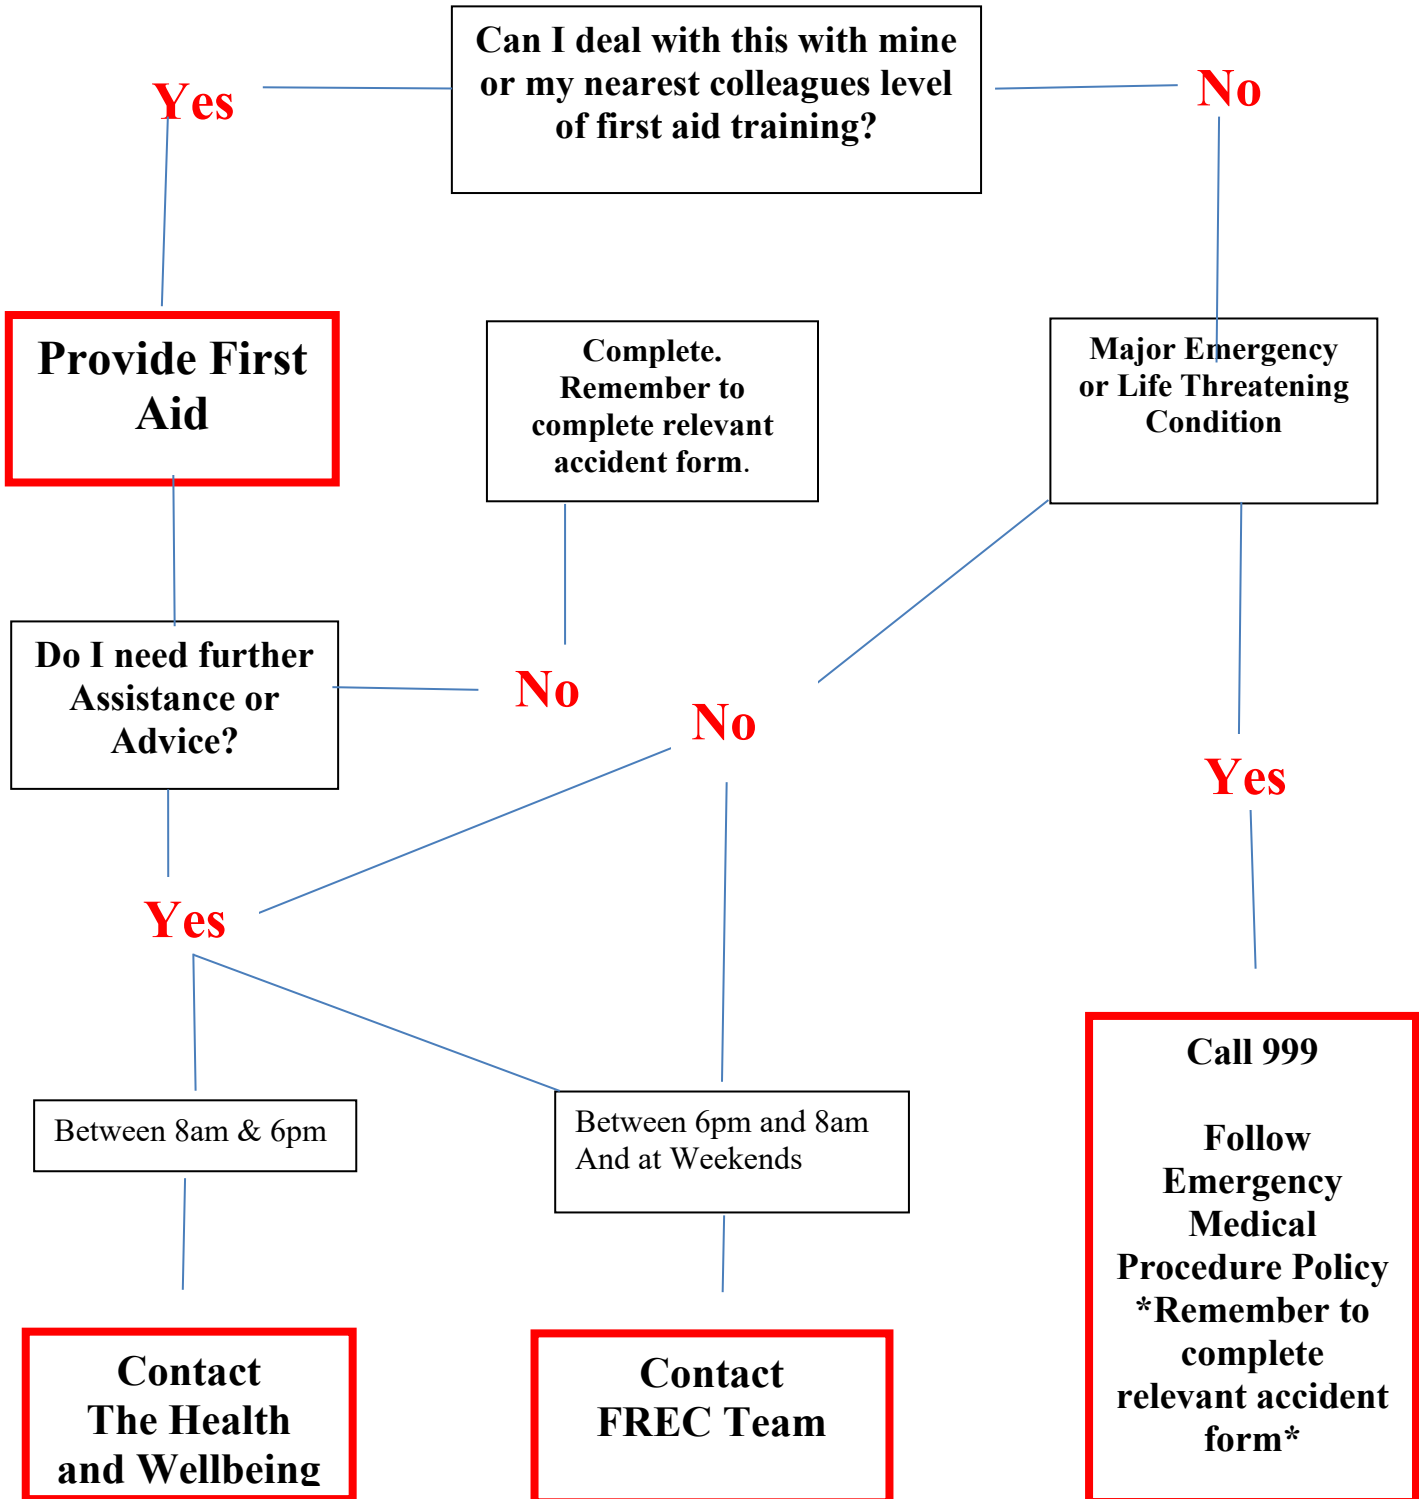 Can I deal with this with mine
or my nearest colleagues level
of first aid training?
Yes
No
Provide First
Aid
Complete.
Remember to
complete relevant
accident form.
Major Emergency
or Life Threatening
Condition
Do I need further
Assistance or
Advice?
No
No
Yes
Yes
Between 8am & 6pm
Between 6pm and 8am
And at Weekends
Call 999
Follow
Emergency
Medical
Procedure Policy
*Remember to
complete
relevant accident
form*
Contact
The Health
and Wellbeing
Contact
FREC Team